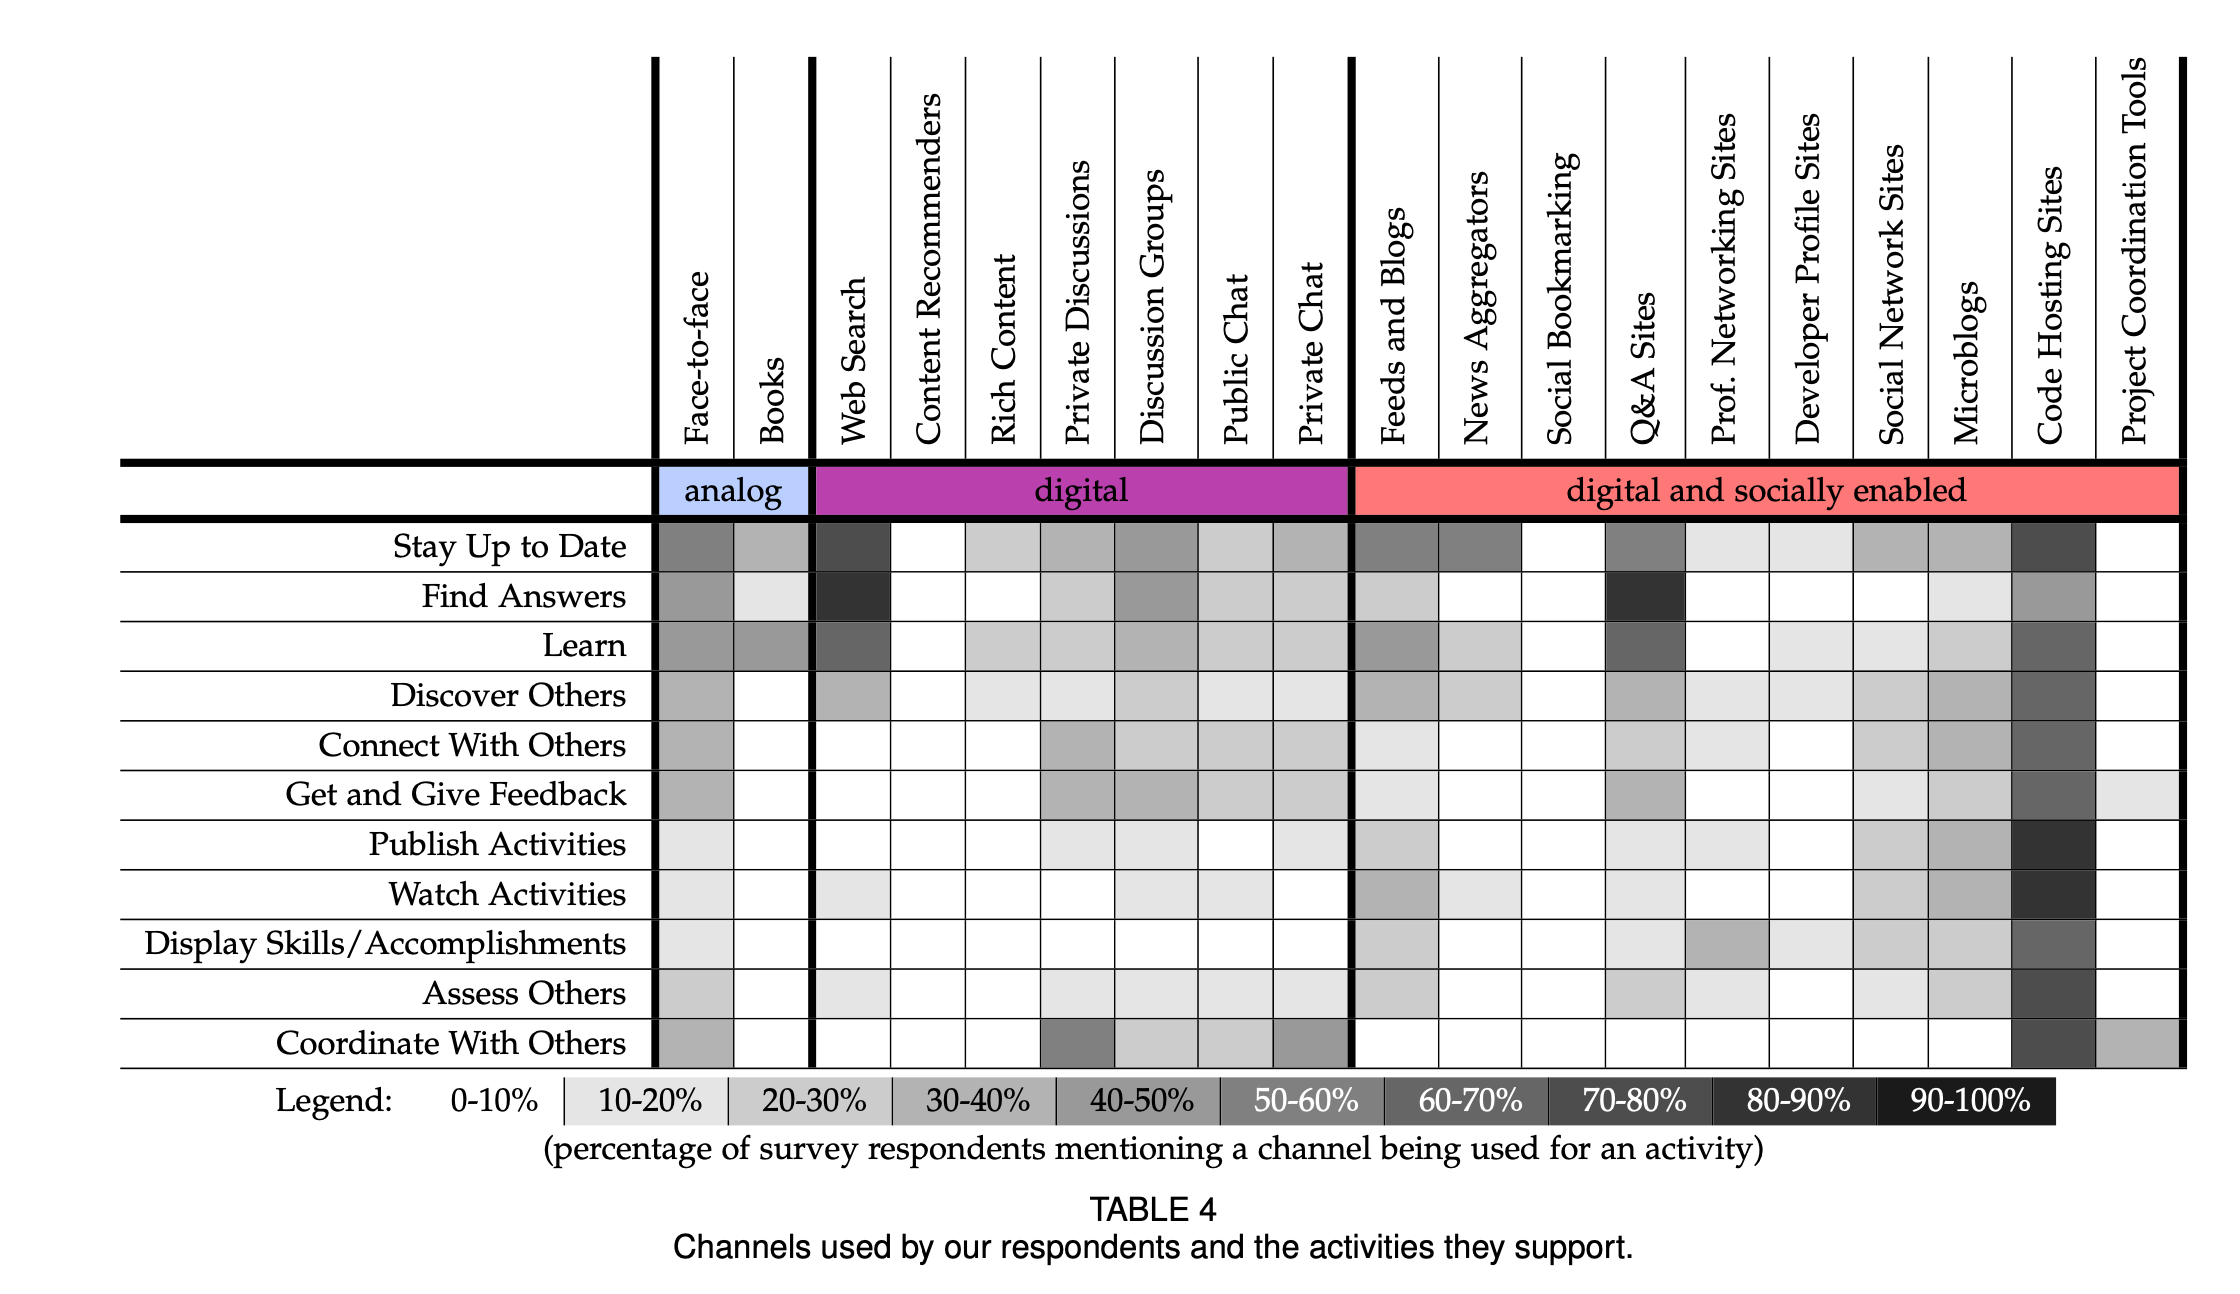 Face-to-face
Books
Web Search
Content Recommenders
Rich Content
Private Discussions
Discussion Groups
Public Chat
Private Chat
Feeds and Blogs
News Aggregators
Social Bookmarking
Q&A Sites
Prof. Networking Sites
Developer Profile Sites
Social Network Sites
Microblogs
Code Hosting Sites
Project Coordination Tools
analog digital digital and socially enabled
Stay Up to Date
Find Answers
Learn
Discover Others
Connect With Others
Get and Give Feedback
Publish Activities
Watch Activities
Display Skills/Accomplishments
Assess Others
Coordinate With Others
Legend: 0-10% 10-20% 20-30% 30-40% 40-50% 50-60% 60-70% 70-80% 80-90% 90-100%
(percentage of survey respondents mentioning a channel being used for an activity)
TABLE 4
Channels used by our respondents and the activities they support.